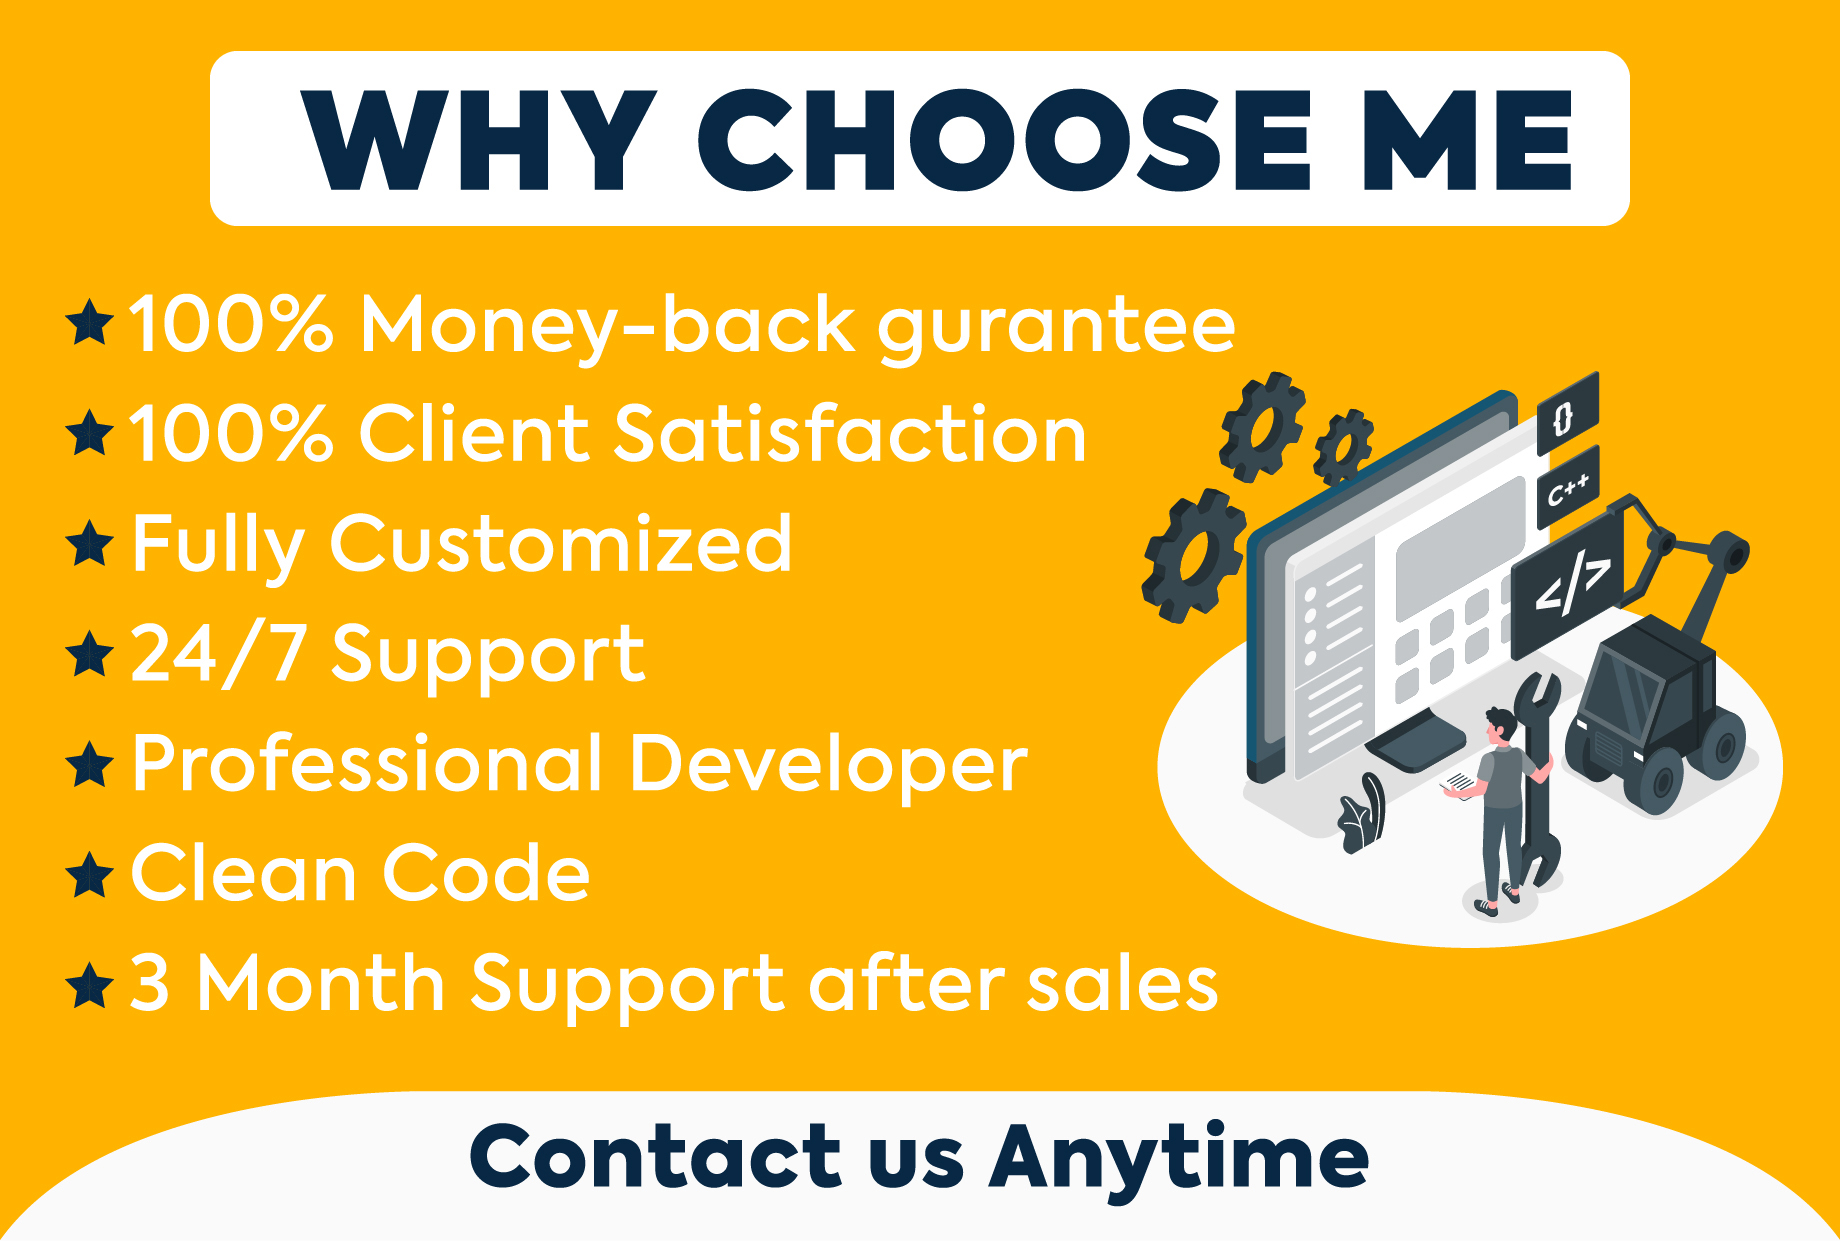 WHY CHOOSE ME
100% Money-back gurantee
100% Client Satisfaction
Fully Customized
24/7 Support
Professional Developer
Clean Code
3 Month Support after sales
{}
C++
</>
Contact us Anytime